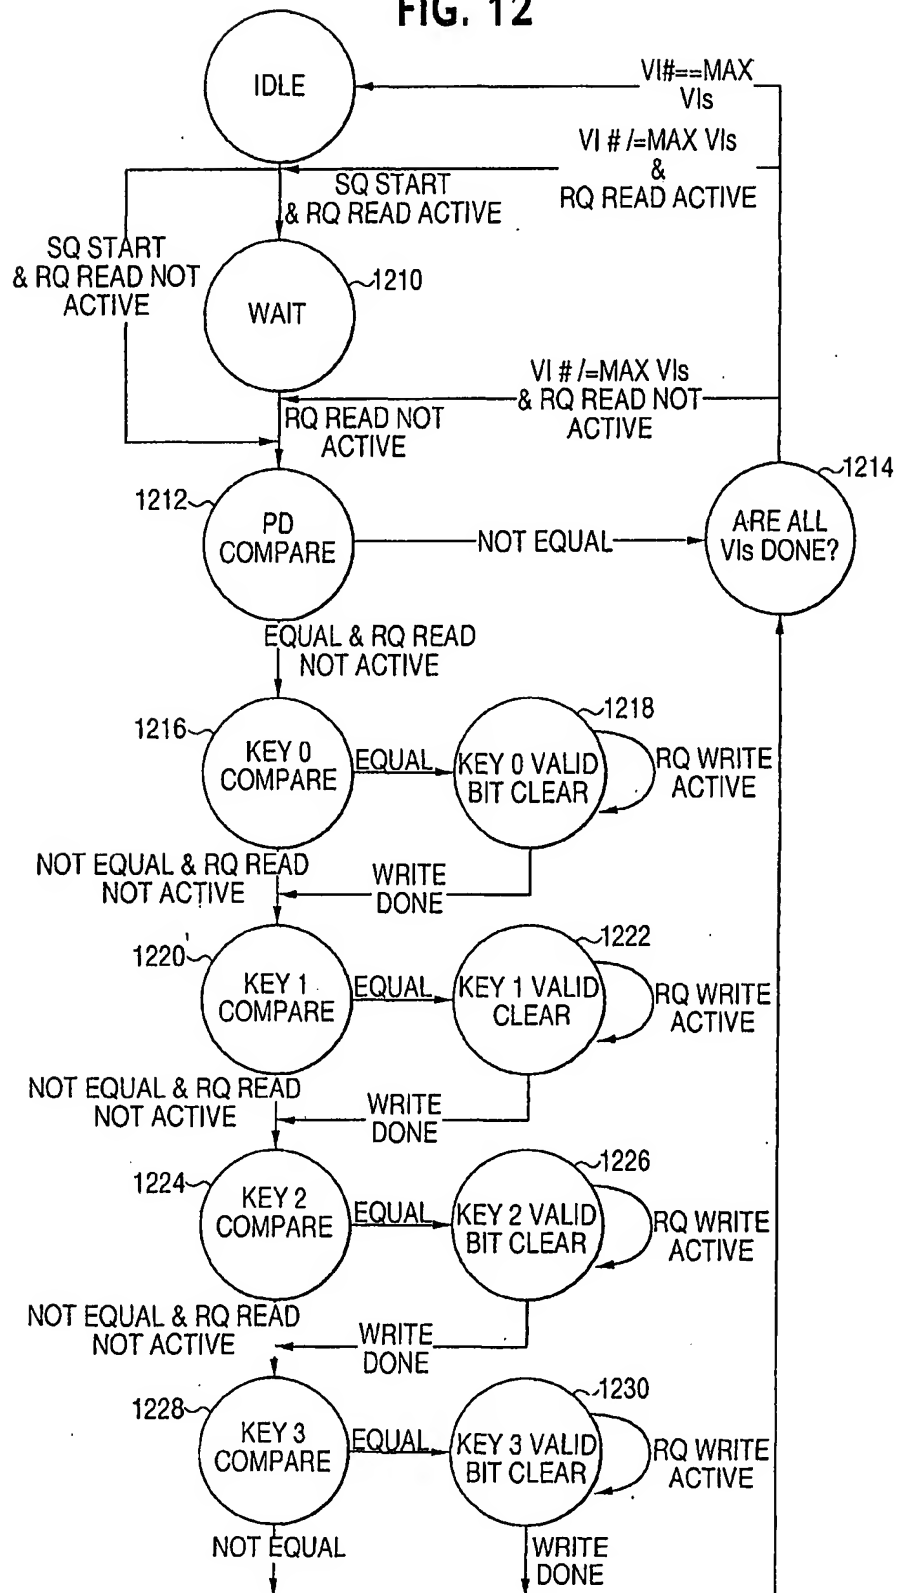 FIG. 12
IDLE
VI#==MAX
VIs
VI # /=MAX VIs
&
RQ READ ACTIVE
SQ START
& RQ READ ACTIVE
SQ START
& RQ READ NOT
ACTIVE
1210
WAIT
VI # /=MAX VIs
& RQ READ NOT
ACTIVE
RQ READ NOT
ACTIVE
1212
PD
COMPARE
NOT EQUAL
1214
ARE ALL
VIs DONE?
EQUAL & RQ READ
NOT ACTIVE
1216
KEY 0
COMPARE
EQUAL
1218
KEY 0 VALID
BIT CLEAR
RQ WRITE
ACTIVE
NOT EQUAL & RQ READ
NOT ACTIVE
WRITE
DONE
1220
KEY 1
COMPARE
EQUAL
1222
KEY 1 VALID
CLEAR
RQ WRITE
ACTIVE
NOT EQUAL & RQ READ
NOT ACTIVE
WRITE
DONE
1224
KEY 2
COMPARE
EQUAL
1226
KEY 2 VALID
BIT CLEAR
RQ WRITE
ACTIVE
NOT EQUAL & RQ READ
NOT ACTIVE
WRITE
DONE
1228
KEY 3
COMPARE
EQUAL
1230
KEY 3 VALID
BIT CLEAR
RQ WRITE
ACTIVE
NOT EQUAL
WRITE
DONE